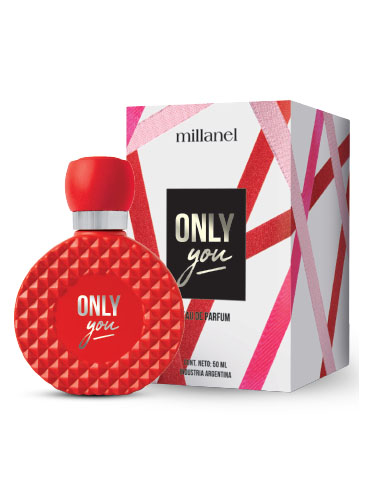 millanel
ONLY
you
EAU DE PARFUM
CONT. NETO: 50 ML
INDUSTRIA ARGENTINA
ONLY
you